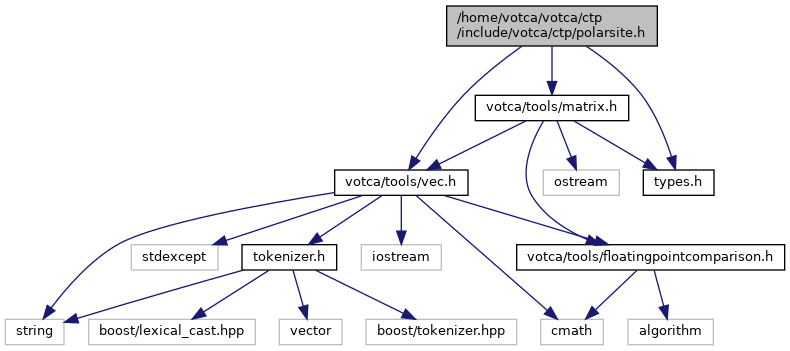 /home/votca/votca/ctp
/include/votca/ctp/polarsite.h
votca/tools/matrix.h
votca/tools/vec.h
ostream
types.h
stdexcept
tokenizer.h
iostream
votca/tools/floatingpointcomparison.h
string
boost/lexical_cast.hpp
vector
boost/tokenizer.hpp
cmath
algorithm